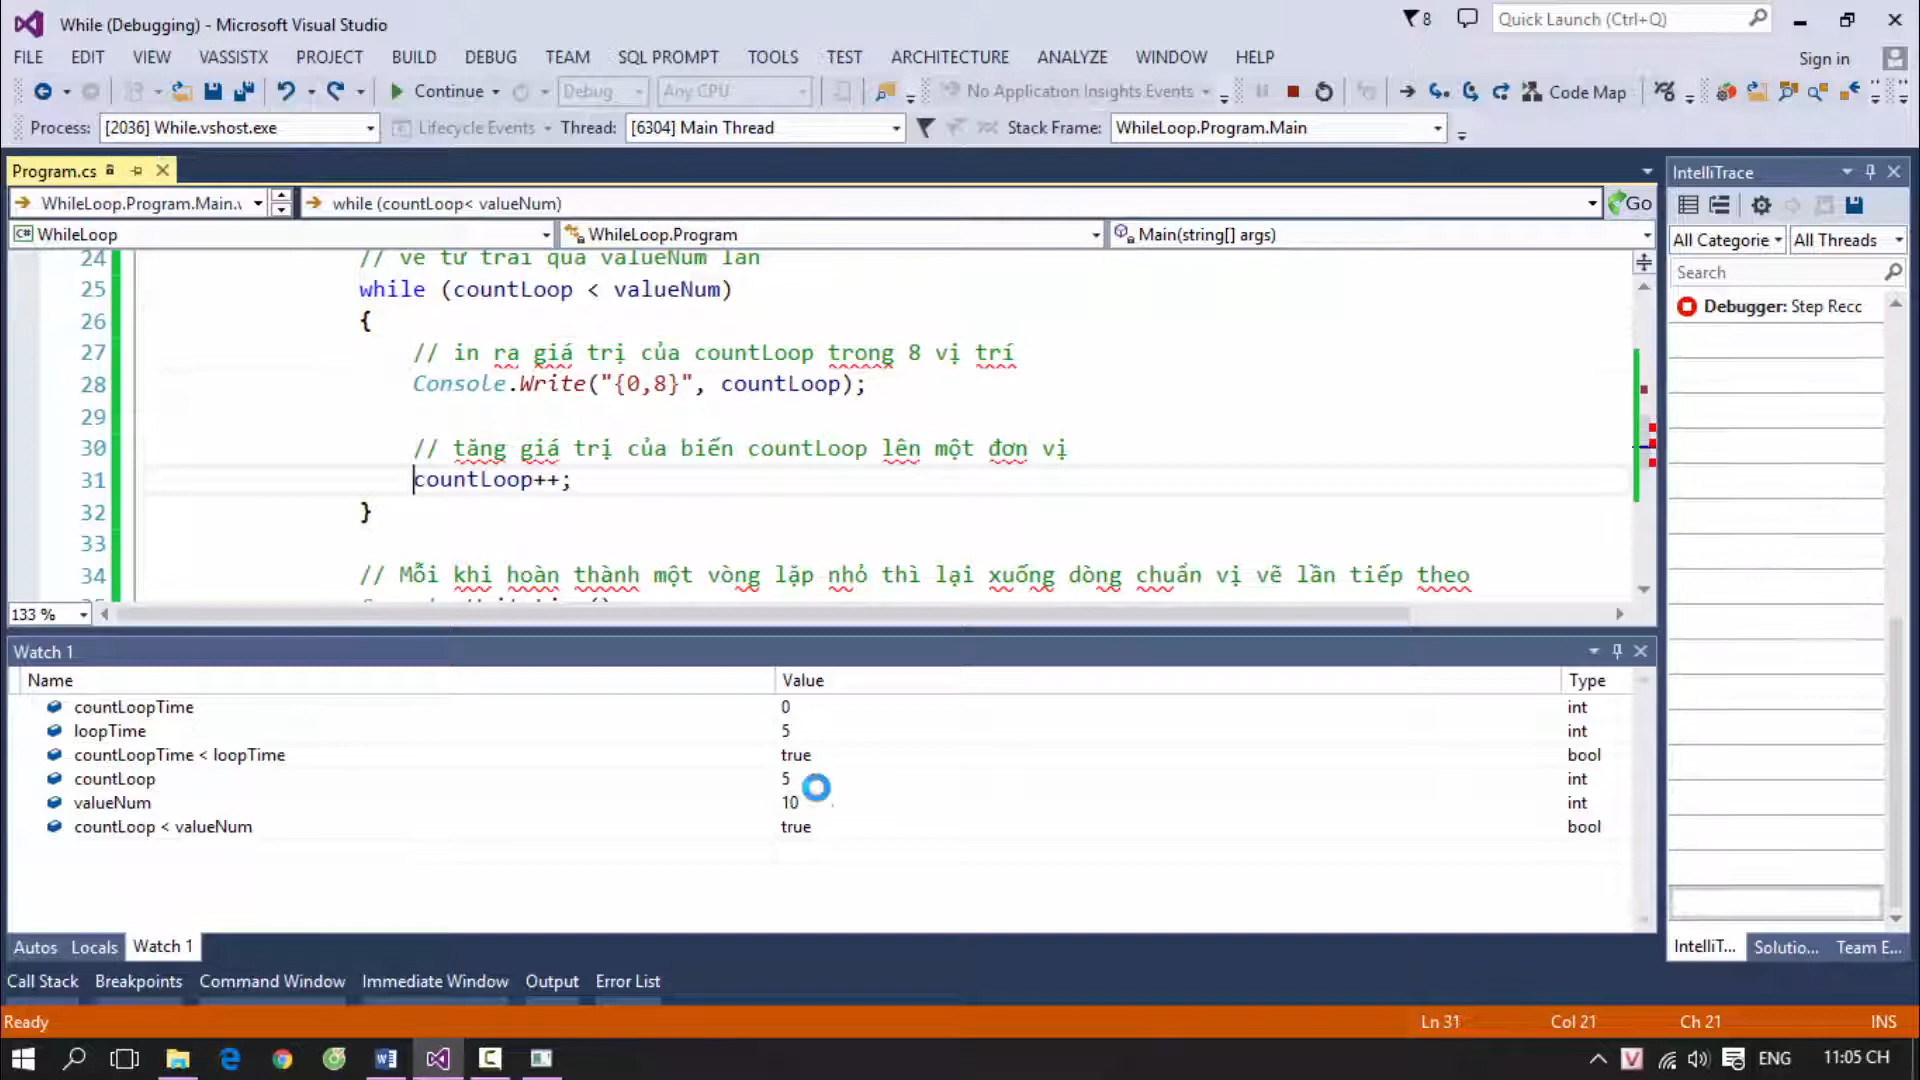 While (Debugging) - Microsoft Visual Studio
8
Quick Launch (Ctrl+Q)
FILE EDIT VIEW VASSISTX PROJECT BUILD DEBUG TEAM SQL PROMPT TOOLS TEST ARCHITECTURE ANALYZE WINDOW HELP
Sign in
Continue Debug Any CPU No Application Insights Events Code Map
Process: [2036] While.vshost.exe Lifecycle Events Thread: [6304] Main Thread Stack Frame: WhileLoop.Program.Main
Program.cs
WhileLoop.Program.Main. while (countLoop< valueNum) Go
WhileLoop WhileLoop.Program Main(string[] args)
24 // vẽ từ trái qua valueNum lần
25 while (countLoop < valueNum)
26 {
27 // in ra giá trị của countLoop trong 8 vị trí
28 Console.Write("{0,8}", countLoop);
29
30 // tăng giá trị của biến countLoop lên một đơn vị
31 countLoop++;
32 }
33
34 // Mỗi khi hoàn thành một vòng lặp nhỏ thì lại xuống dòng chuẩn vị vẽ lần tiếp theo
133 %
Watch 1
Name Value Type
countLoopTime 0 int
loopTime 5 int
countLoopTime < loopTime true bool
countLoop 5 int
valueNum 10 int
countLoop < valueNum true bool
Autos Locals Watch 1
Call Stack Breakpoints Command Window Immediate Window Output Error List
IntelliTrace
All Categorie All Threads
Search
Debugger: Step Recc
IntelliT... Solutio... Team E...
Ready Ln 31 Col 21 Ch 21 INS
ENG 11:05 CH